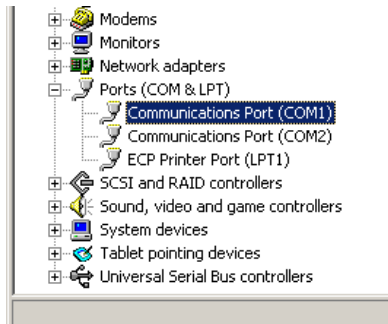 Modems
Monitors
Network adapters
Ports (COM & LPT)
Communications Port (COM1)
Communications Port (COM2)
ECP Printer Port (LPT1)
SCSI and RAID controllers
Sound, video and game controllers
System devices
Tablet pointing devices
Universal Serial Bus controllers